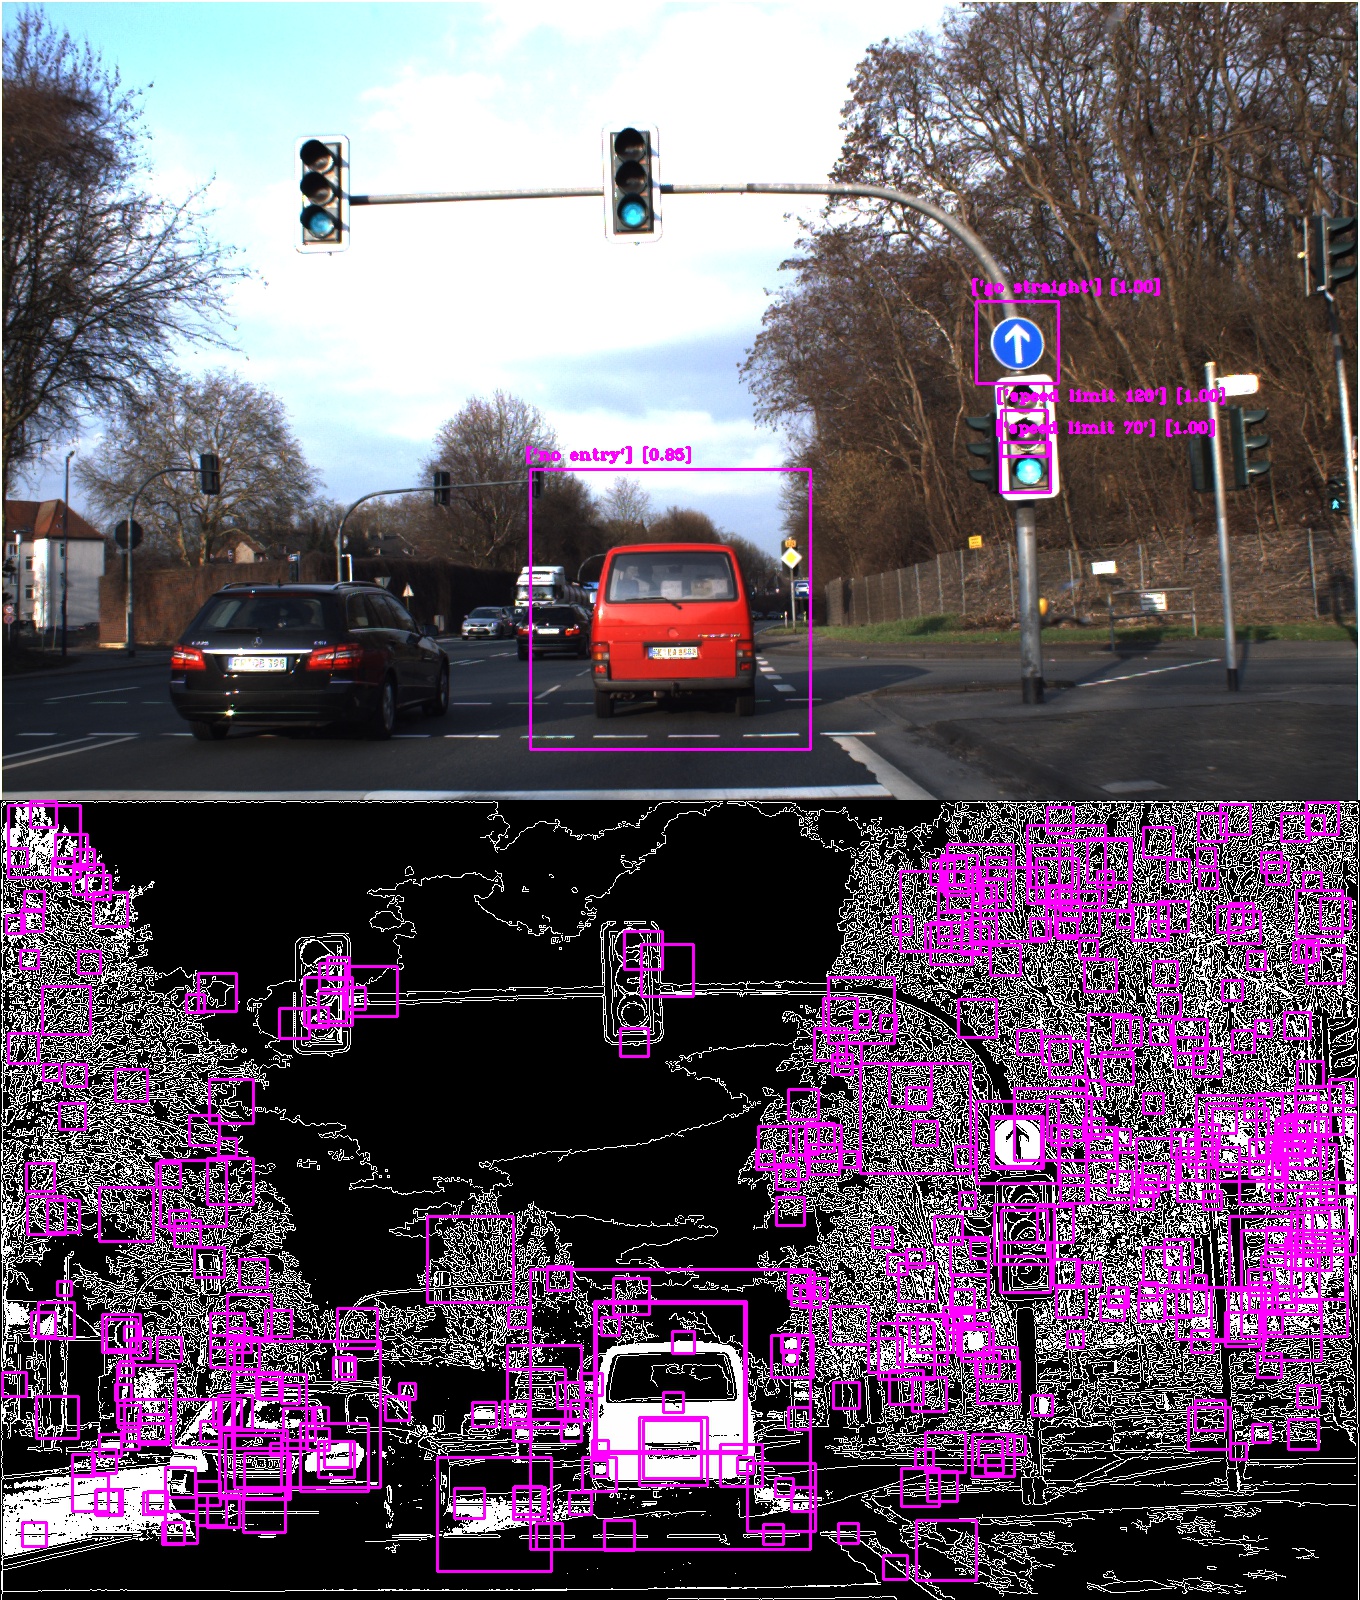 ['go straight'] [1.00]
['speed limit 120'] [1.00]
['speed limit 70'] [1.00]
['no entry'] [0.85]